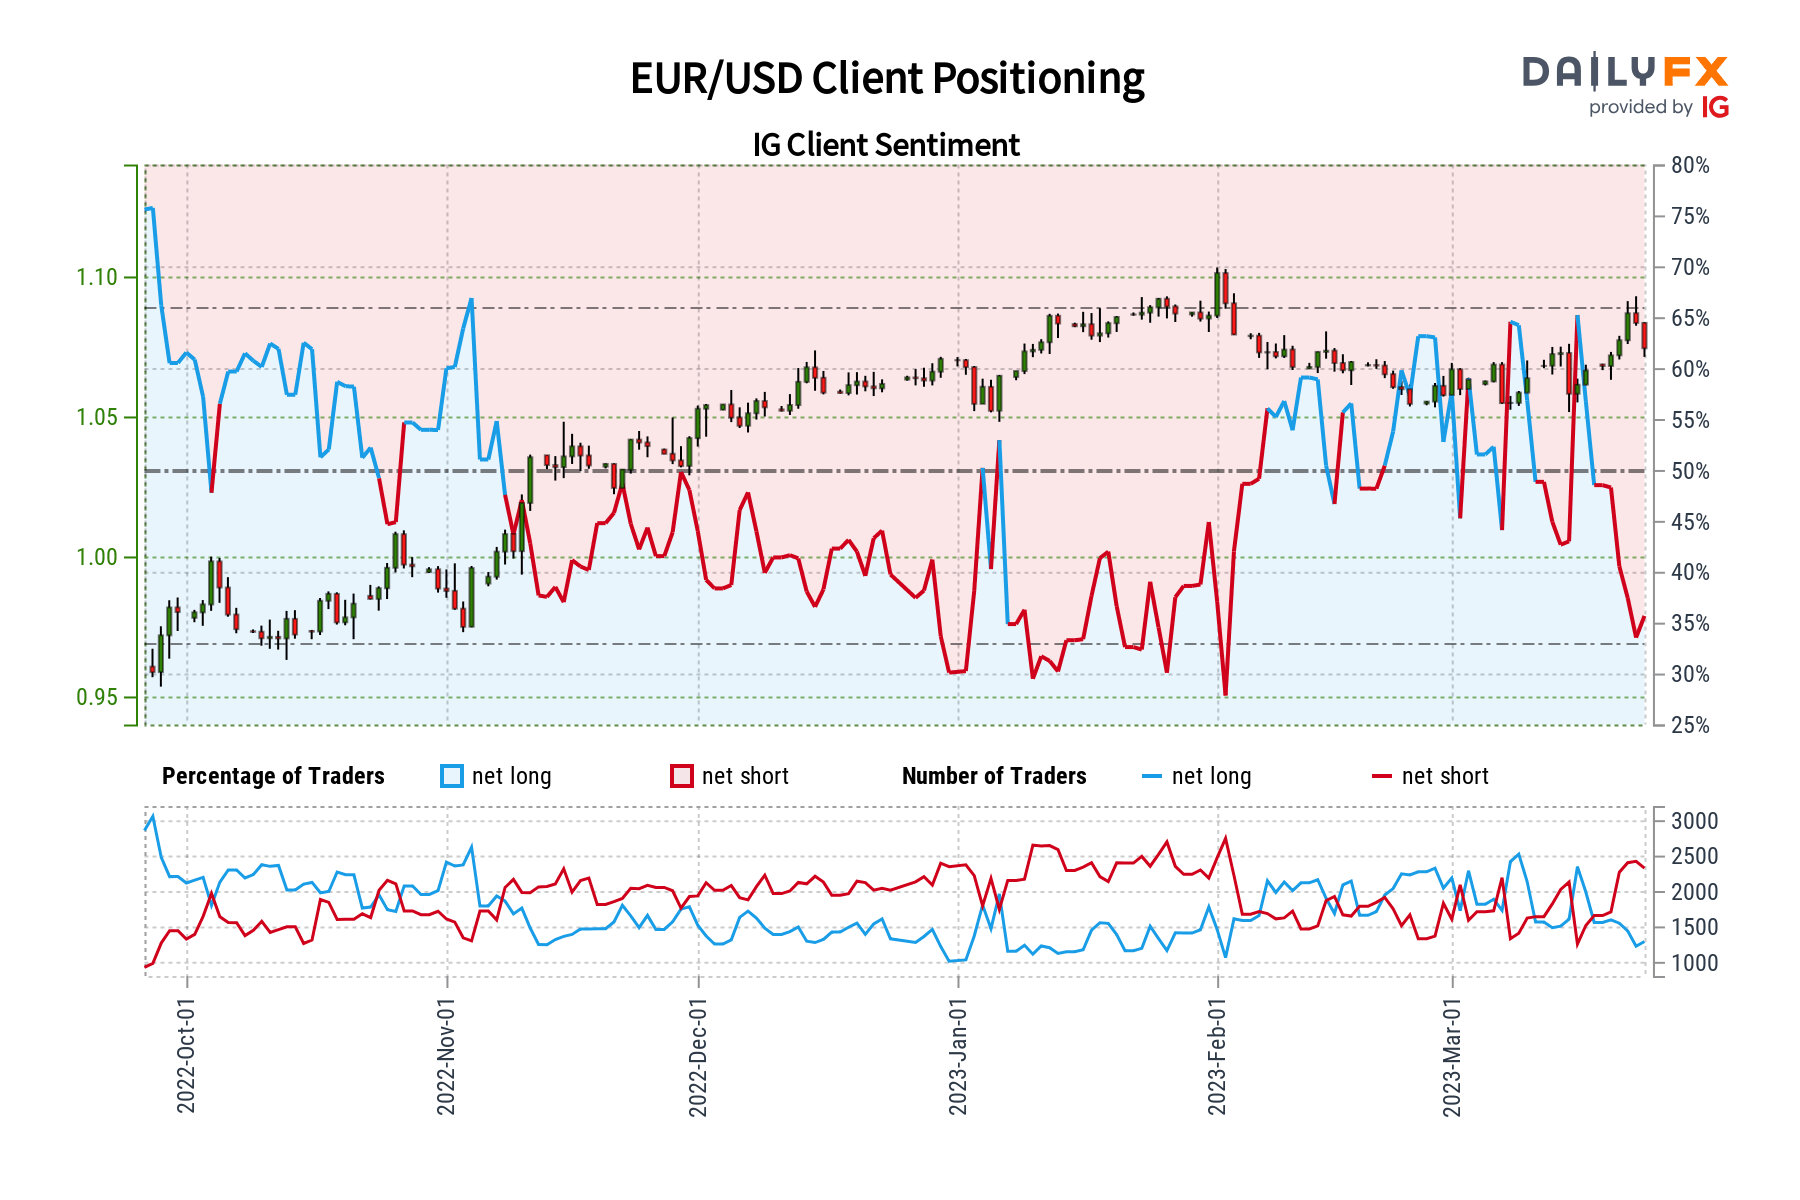 EUR/USD Client Positioning
DAILYFX
provided by IG
IG Client Sentiment
80%
75%
70%
65%
60%
55%
50%
45%
40%
35%
30%
25%
1.10
1.05
1.00
0.95
Percentage of Traders net long net short Number of Traders net long net short
3000
2500
2000
1500
1000
2022-Oct-01
2022-Nov-01
2022-Dec-01
2023-Jan-01
2023-Feb-01
2023-Mar-01